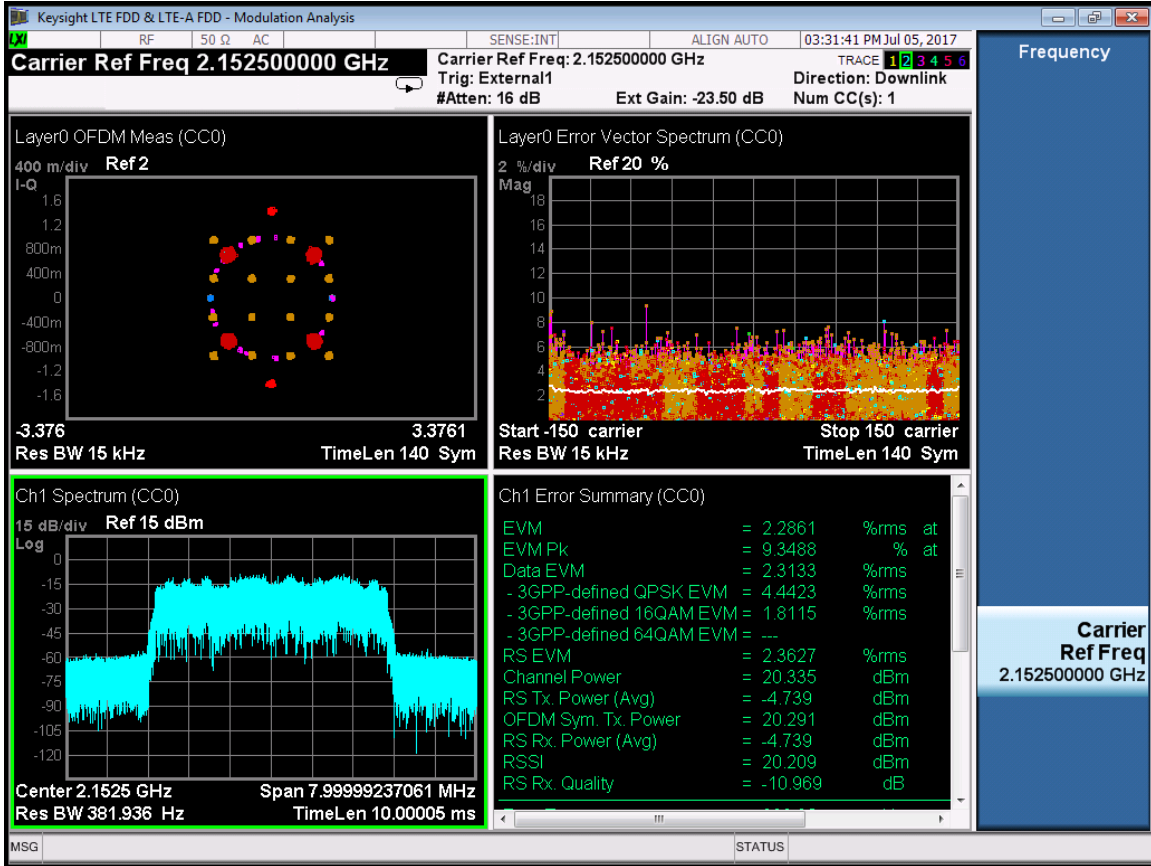 Keysight LTE FDD & LTE-A FDD - Modulation Analysis
LXI RF 50 Ω AC SENSE:INT ALIGN AUTO 03:31:41 PM Jul 05, 2017
Carrier Ref Freq 2.152500000 GHz
Carrier Ref Freq: 2.152500000 GHz
Trig: External1
#Atten: 16 dB Ext Gain: -23.50 dB
TRACE 1 2 3 4 5 6
Direction: Downlink
Num CC(s): 1
Frequency
Layer0 OFDM Meas (CC0)
400 m/div Ref 2
I-Q
1.6
1.2
800m
400m
0
-400m
-800m
-1.2
-1.6
-3.376 3.3761
Res BW 15 kHz TimeLen 140 Sym
Layer0 Error Vector Spectrum (CC0)
2 %/div Ref 20 %
Mag
18
16
14
12
10
8
6
4
2
Start -150 carrier Stop 150 carrier
Res BW 15 kHz TimeLen 140 Sym
Ch1 Spectrum (CC0)
15 dB/div Ref 15 dBm
Log
0
-15
-30
-45
-60
-75
-90
-105
-120
Center 2.1525 GHz Span 7.99999237061 MHz
Res BW 381.936 Hz TimeLen 10.00005 ms
Ch1 Error Summary (CC0)
EVM = 2.2861 %rms at
EVM Pk = 9.3488 % at
Data EVM = 2.3133 %rms
- 3GPP-defined QPSK EVM = 4.4423 %rms
- 3GPP-defined 16QAM EVM = 1.8115 %rms
- 3GPP-defined 64QAM EVM = ---
RS EVM = 2.3627 %rms
Channel Power = 20.335 dBm
RS Tx. Power (Avg) = -4.739 dBm
OFDM Sym. Tx. Power = 20.291 dBm
RS Rx. Power (Avg) = -4.739 dBm
RSSI = 20.209 dBm
RS Rx. Quality = -10.969 dB
Carrier
Ref Freq
2.152500000 GHz
MSG STATUS